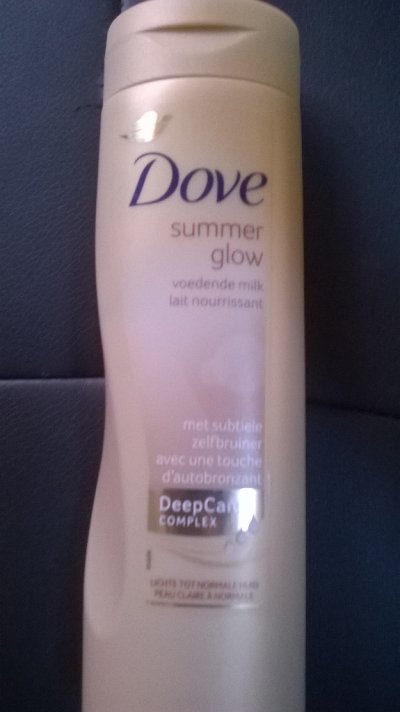 Dove
summer
glow
voedende milk
lait nourrissant
met subtiele
zelfbruiner
avec une touche
d'autobronzant
DeepCare
COMPLEX
LICHTE TOT NORMALE HUID
PEAU CLAIRE À NORMALE